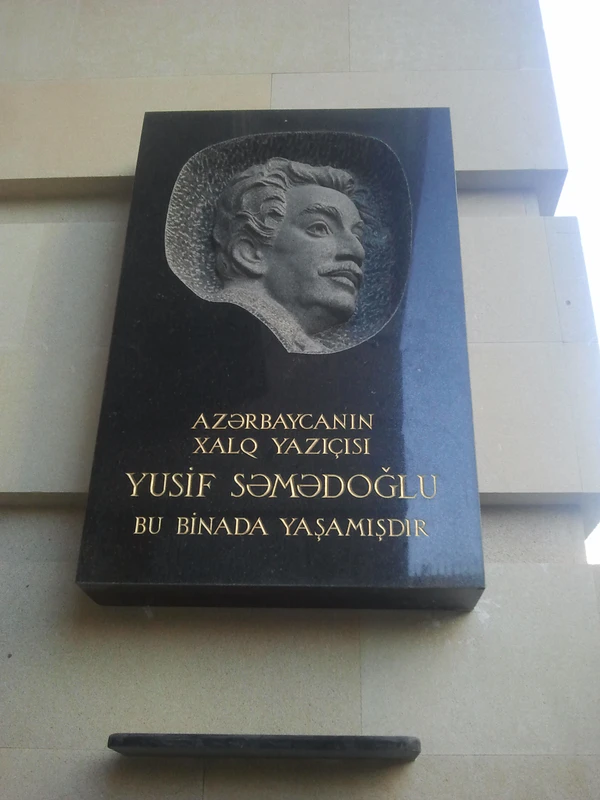 AZƏRBAYCANIN
XALQ YAZIÇISI
YUSİF SƏMƏDOĞLU
BU BİNADA YAŞAMIŞDIR